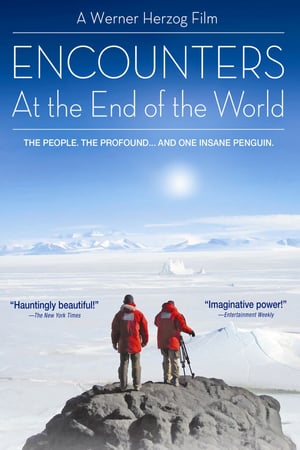 A Werner Herzog Film
ENCOUNTERS
At the End of the World
THE PEOPLE. THE PROFOUND... AND ONE INSANE PENGUIN.
“Hauntingly beautiful!”
—The New York Times
“Imaginative power!”
—Entertainment Weekly